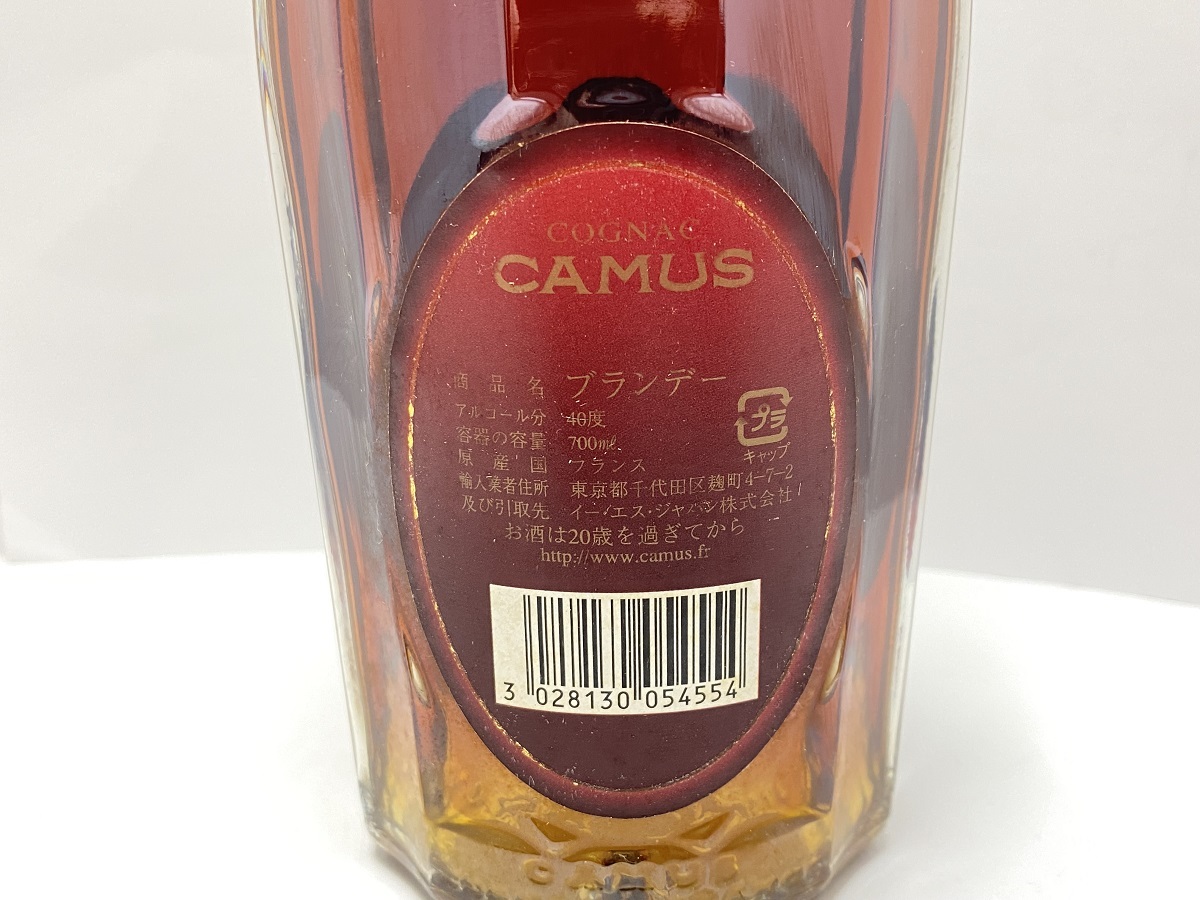 COGNAC
CAMUS
商品名 ブランデー
アルコール分 40度
容器の容量 700ml
原産国 フランス
プラ
キャップ
輸入業者住所 東京都千代田区麹町4-7-2
及び引取先 イー・エス・ジャパン株式会社
お酒は20歳を過ぎてから
http://www.camus.fr
3 028130 054554
CAMUS